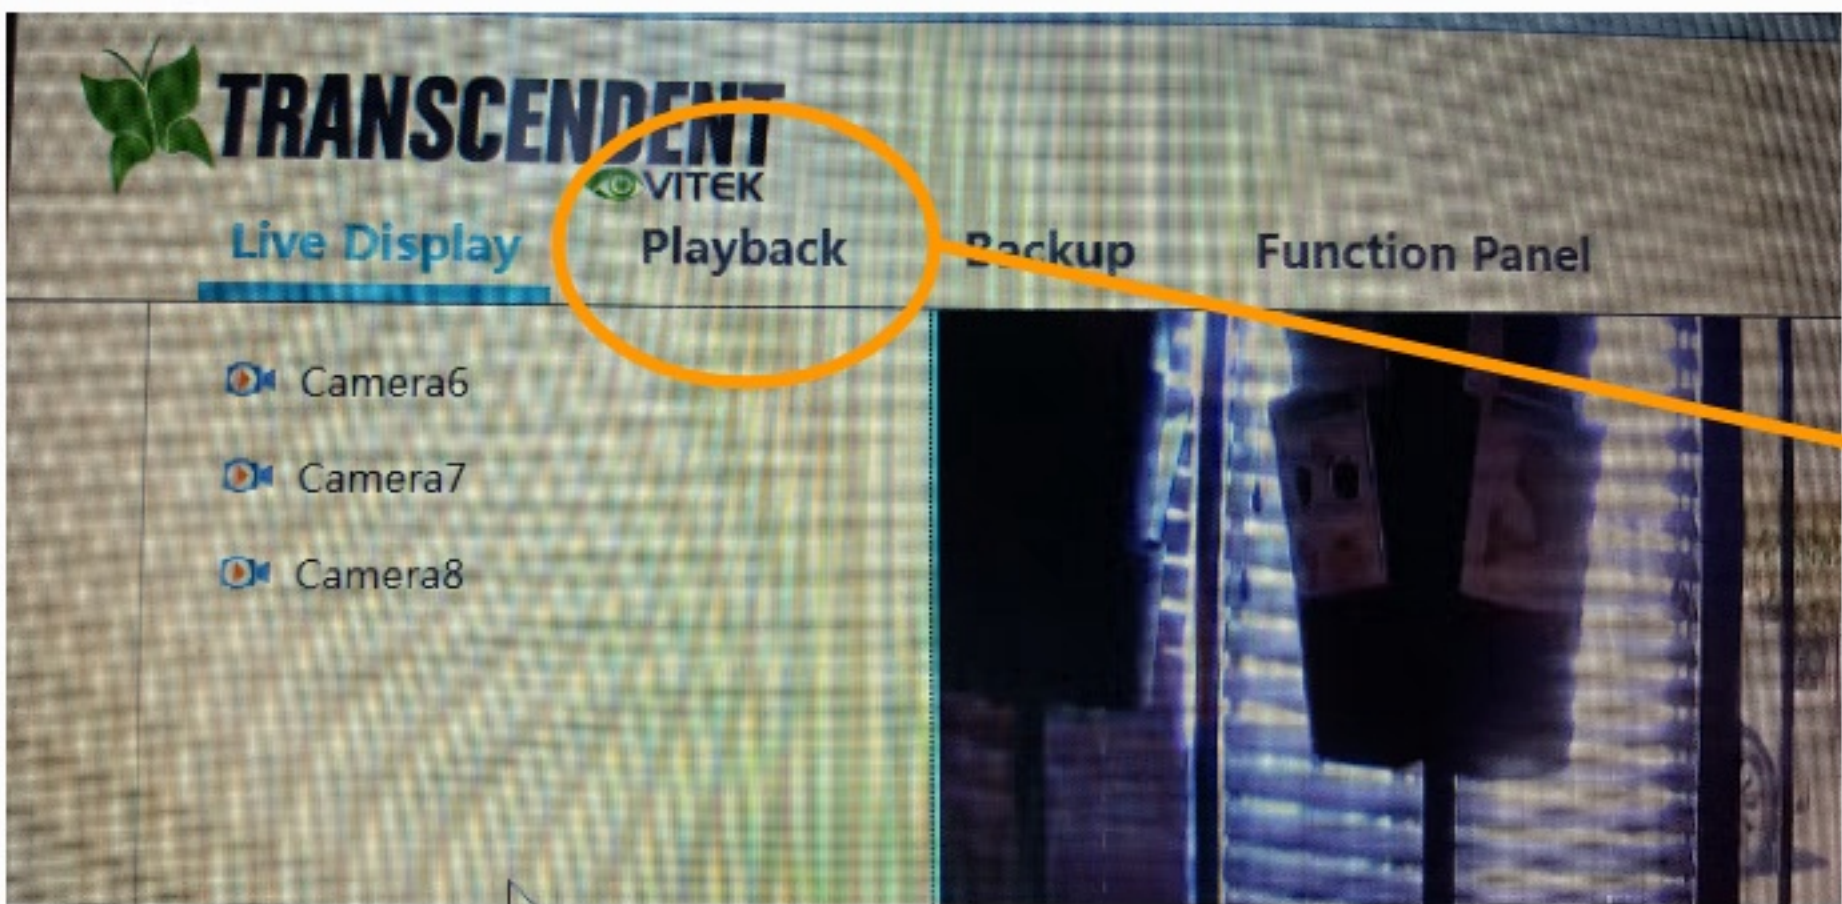 TRANSCENDENT
VITEK
Live Display Playback Backup Function Panel
Camera6
Camera7
Camera8